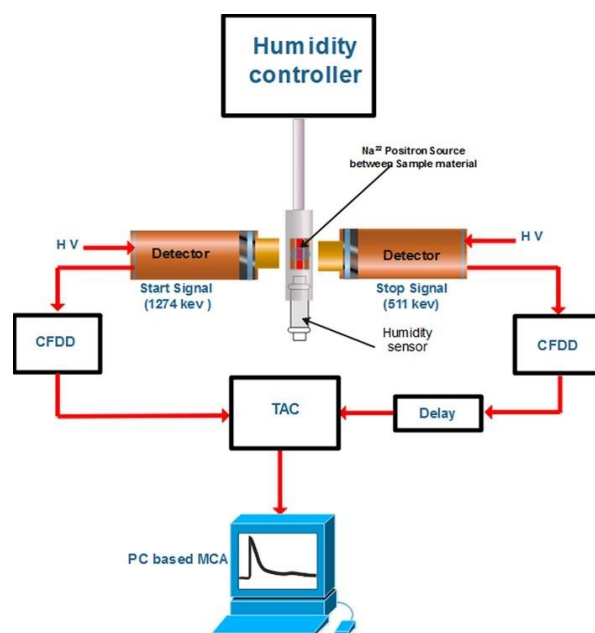 Humidity
controller
Na²² Positron Source
between Sample material
H V
Detector
Detector
H V
Start Signal
(1274 kev )
Stop Signal
(511 kev)
CFDD
Humidity
sensor
CFDD
TAC
Delay
PC based MCA